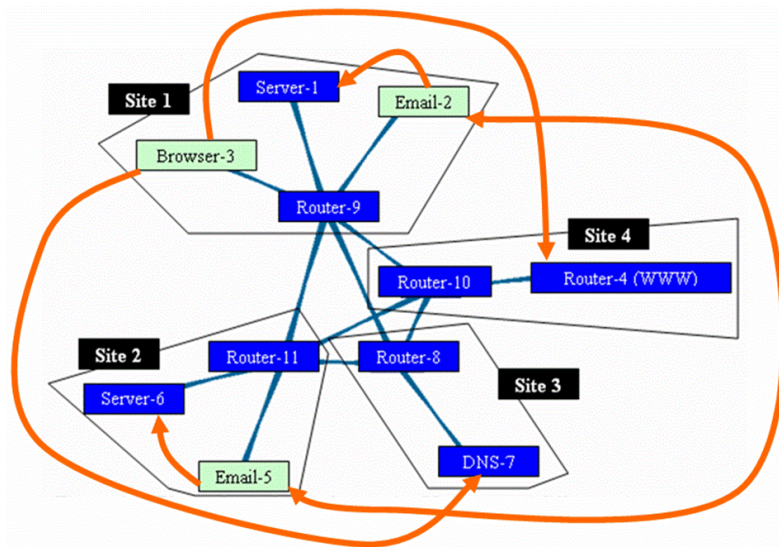 Server-1
Site 1
Email-2
Browser-3
Router-9
Site 4
Router-10
Router-4 (WWW)
Site 2
Router-11
Router-8
Server-6
Site 3
Email-5
DNS-7